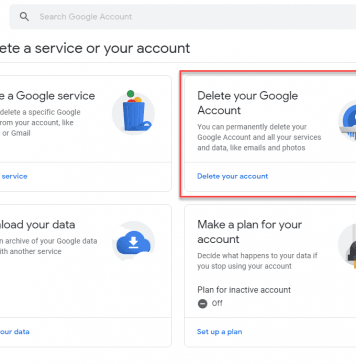 Search Google Account
ete a service or your account
e a Google service
delete a specific Google
rom your account, like
or Gmail
service
Delete your Google
Account
You can permanently delete your
Google Account and all your services
and data, like emails and photos
Delete your account
load your data
n archive of your Google data
ith another service
our data
Make a plan for your
account
Decide what happens to your data if
you stop using your account
Plan for inactive account
Off
Set up a plan